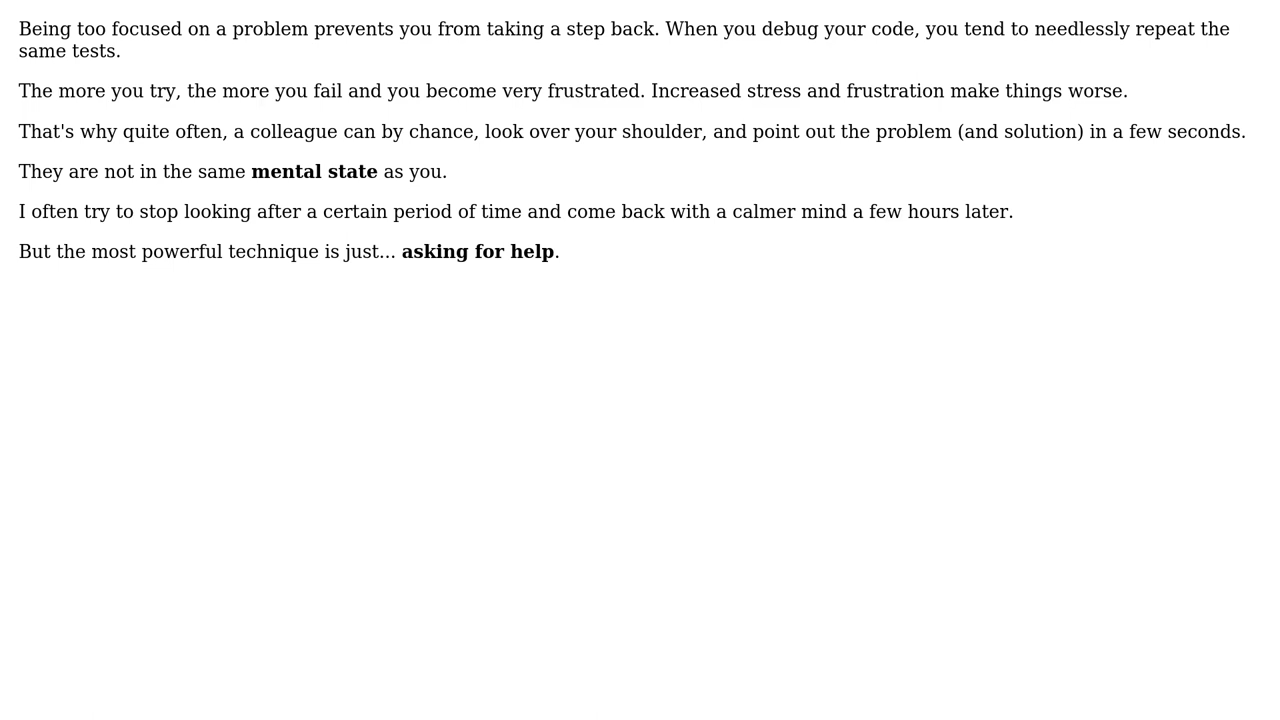 Being too focused on a problem prevents you from taking a step back. When you debug your code, you tend to needlessly repeat the
same tests.
The more you try, the more you fail and you become very frustrated. Increased stress and frustration make things worse.
That's why quite often, a colleague can by chance, look over your shoulder, and point out the problem (and solution) in a few seconds.
They are not in the same mental state as you.
I often try to stop looking after a certain period of time and come back with a calmer mind a few hours later.
But the most powerful technique is just... asking for help.